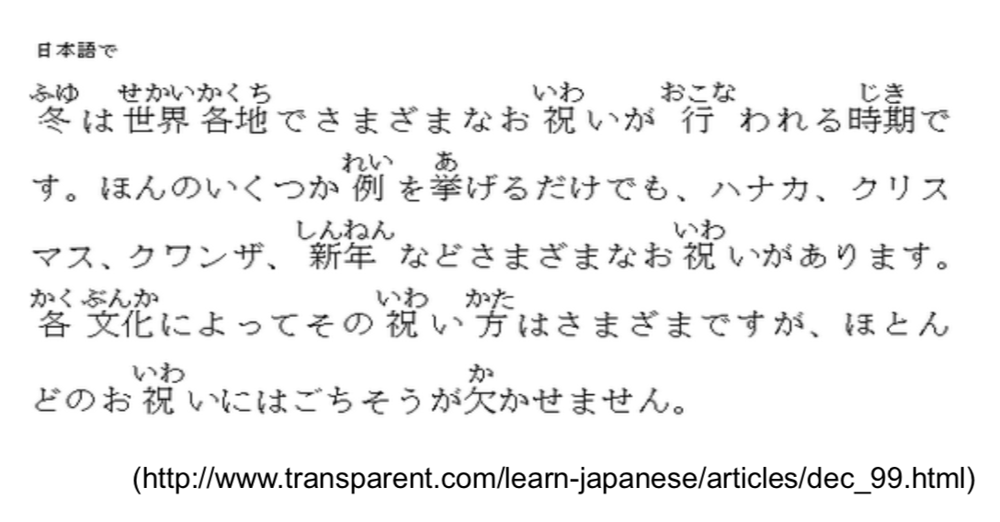 日本語で
ふゆ せかいかくち いわ おこな じき
冬は世界各地でさまざまなお祝いが行われる時期で
れい あ
す。ほんのいくつか例を挙げるだけでも、ハナカ、クリス
しんねん いわ
マス、クワンザ、新年などさまざまなお祝いがあります。
かくぶんか いわ かた
各文化によってその祝い方はさまざまですが、ほとん
いわ か
どのお祝いにはごちそうが欠かせません。
(http://www.transparent.com/learn-japanese/articles/dec_99.html)